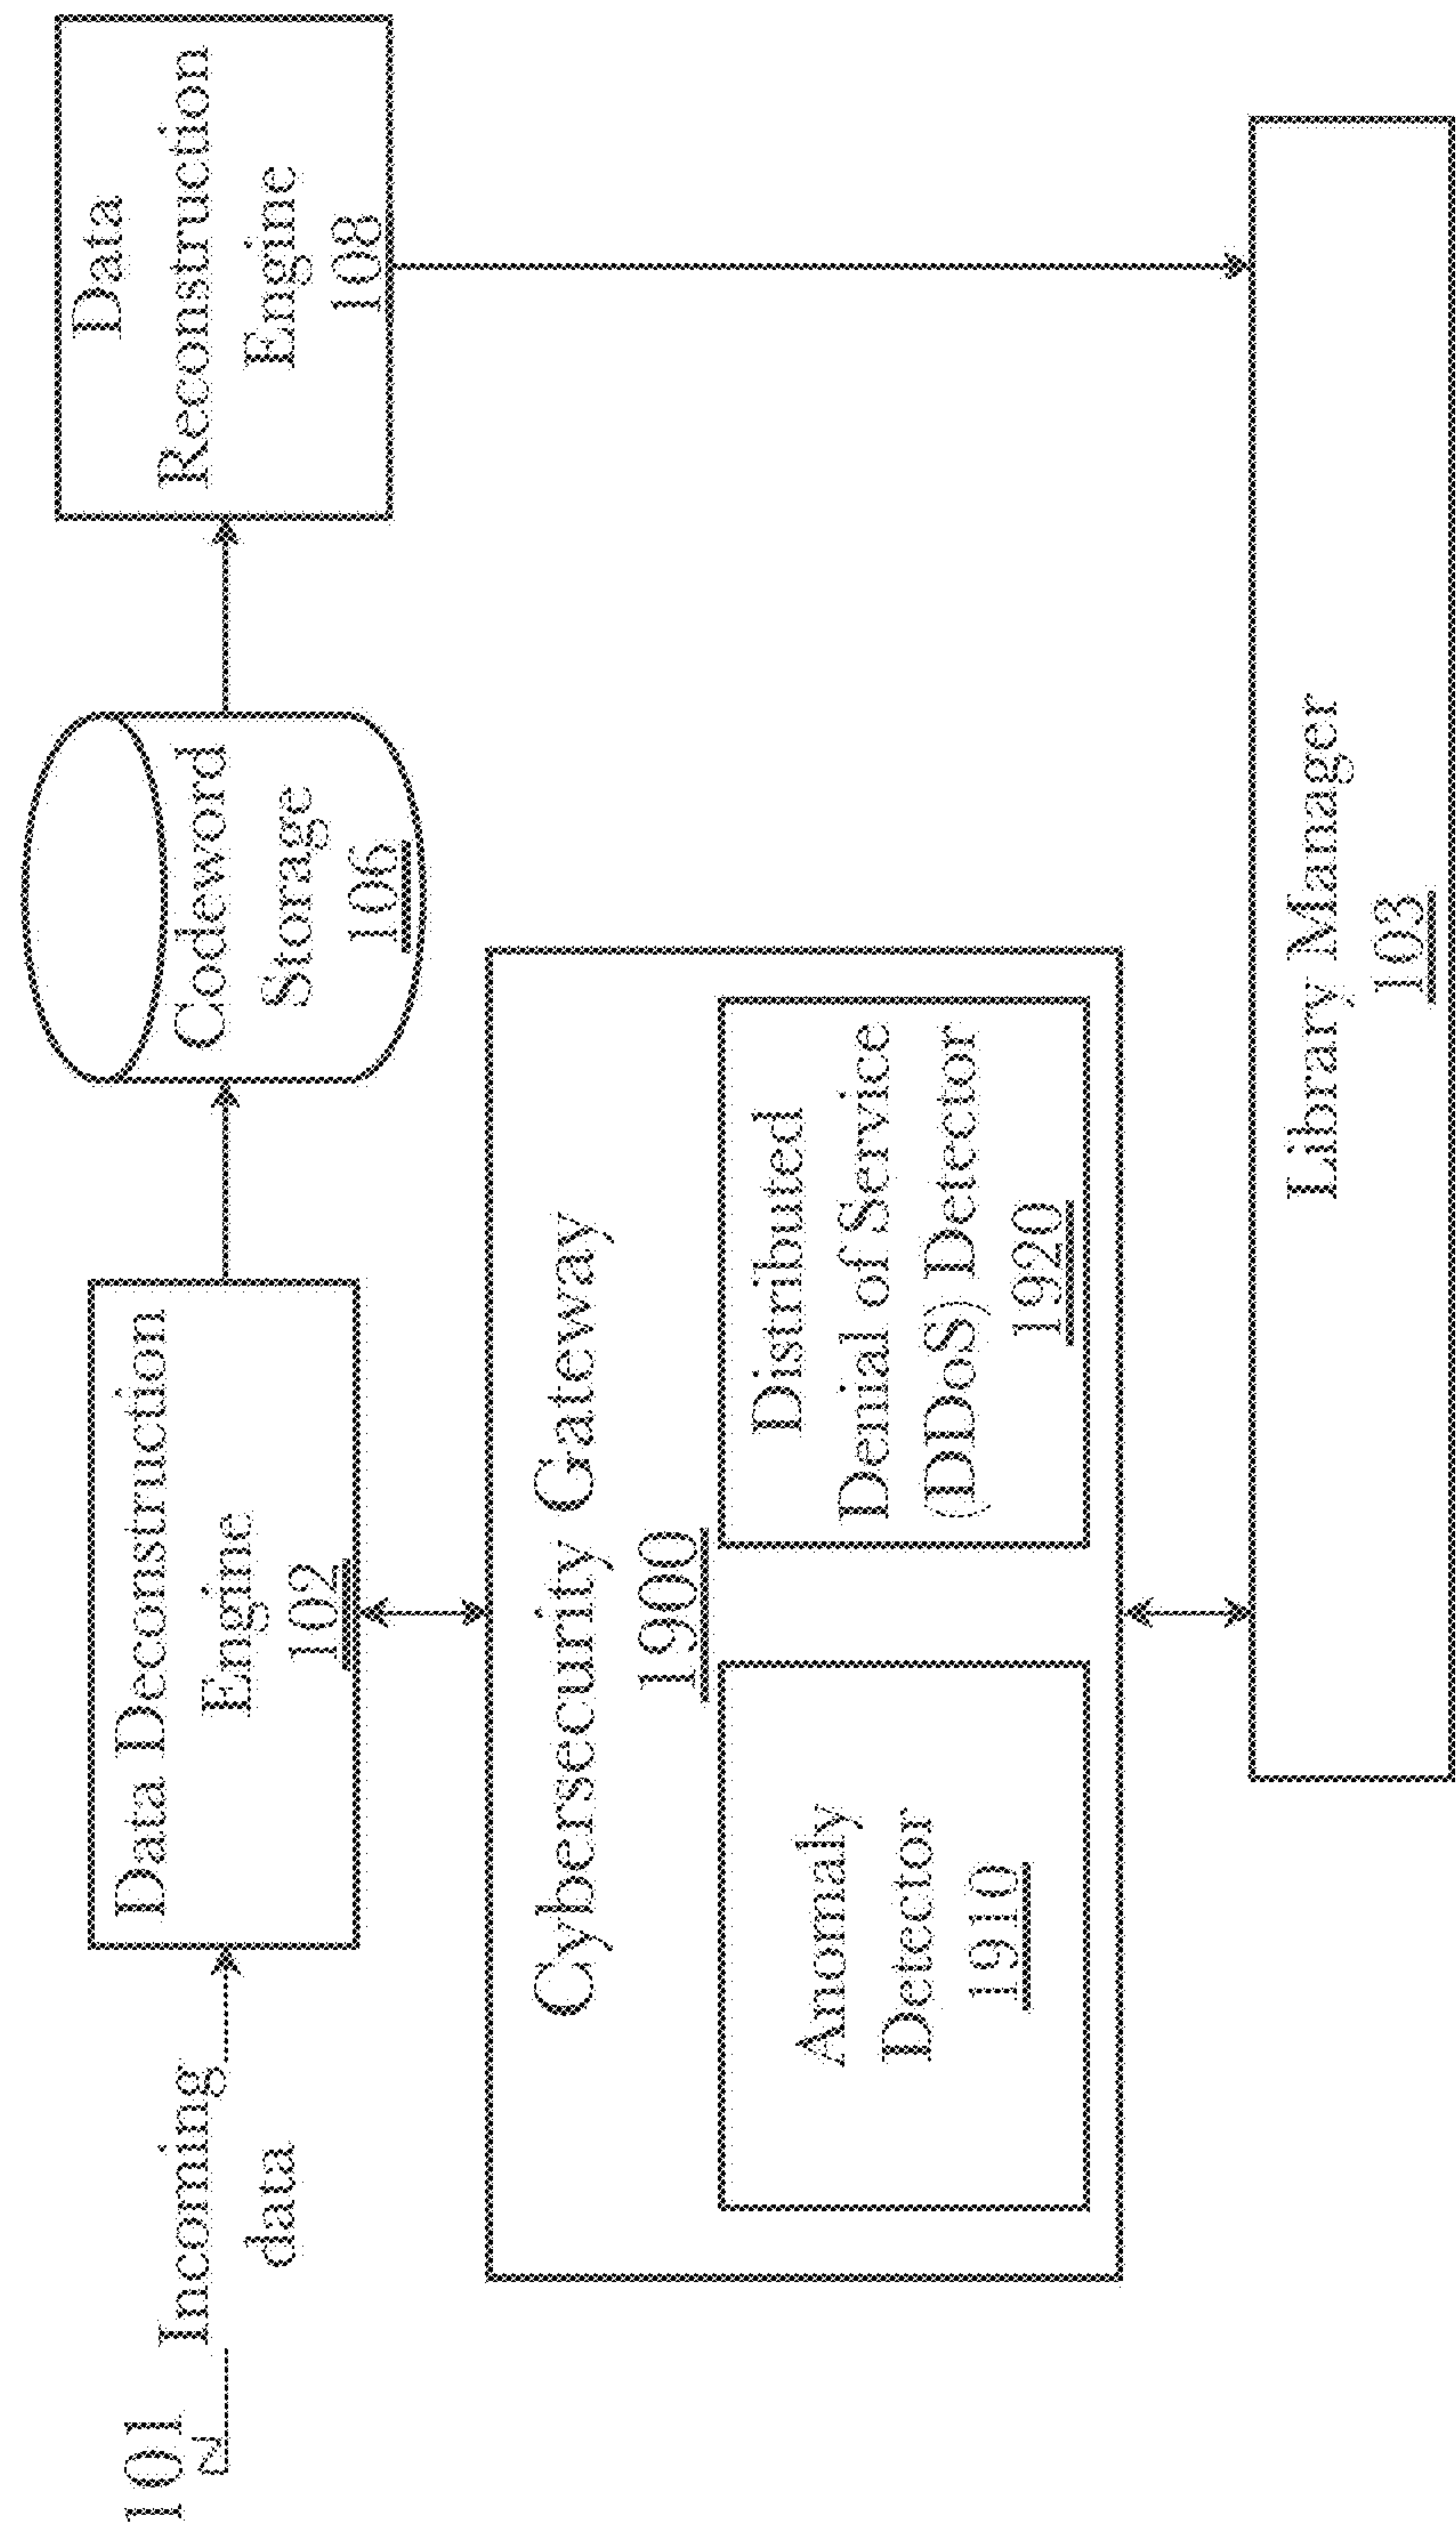 101
Incoming
data
Data Deconstruction
Engine
102
Codeword
Storage
106
Data
Reconstruction
Engine
108
Cybersecurity Gateway
1900
Anomaly
Detector
1910
Distributed
Denial of Service
(DDoS) Detector
1920
Library Manager
103